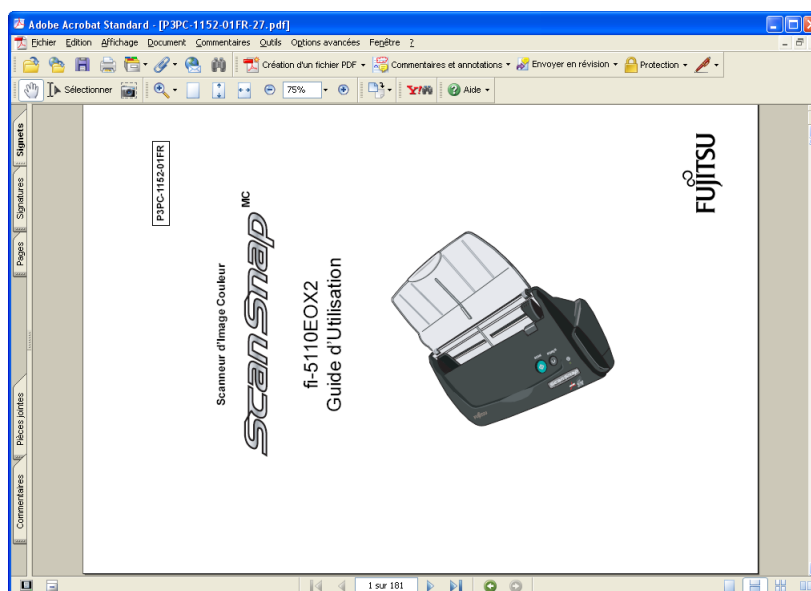 Adobe Acrobat Standard - [P3PC-1152-01FR-27.pdf]
Fichier Edition Affichage Document Commentaires Outils Options avancées Fenêtre ?
Création d'un fichier PDF Commentaires et annotations Envoyer en révision Protection
Sélectionner 75% Y! Aide
Signets
Signatures
Pages
Pièces jointes
Commentaires
P3PC-1152-01FR
Scanneur d'Image Couleur
ScanSnap MC
fi-5110EOX2
Guide d'Utilisation
FUJITSU
1 sur 181